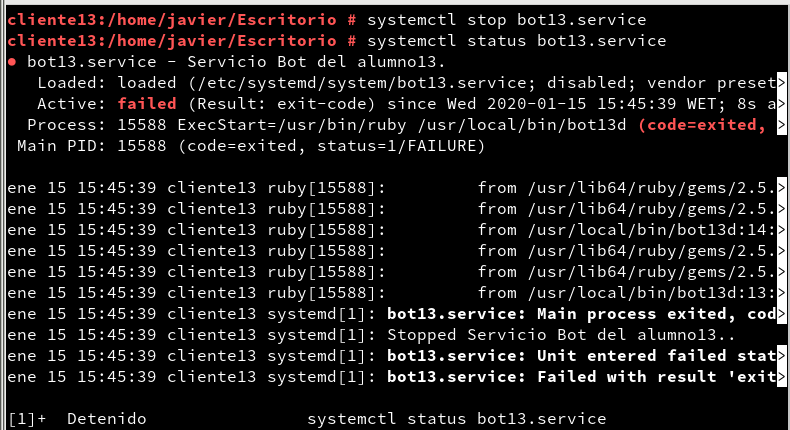 cliente13:/home/javier/Escritorio # systemctl stop bot13.service
cliente13:/home/javier/Escritorio # systemctl status bot13.service
● bot13.service - Servicio Bot del alumno13.
   Loaded: loaded (/etc/systemd/system/bot13.service; disabled; vendor preset>
   Active: failed (Result: exit-code) since Wed 2020-01-15 15:45:39 WET; 8s a>
  Process: 15588 ExecStart=/usr/bin/ruby /usr/local/bin/bot13d (code=exited, >
 Main PID: 15588 (code=exited, status=1/FAILURE)

ene 15 15:45:39 cliente13 ruby[15588]:         from /usr/lib64/ruby/gems/2.5.>
ene 15 15:45:39 cliente13 ruby[15588]:         from /usr/lib64/ruby/gems/2.5.>
ene 15 15:45:39 cliente13 ruby[15588]:         from /usr/local/bin/bot13d:14:>
ene 15 15:45:39 cliente13 ruby[15588]:         from /usr/lib64/ruby/gems/2.5.>
ene 15 15:45:39 cliente13 ruby[15588]:         from /usr/lib64/ruby/gems/2.5.>
ene 15 15:45:39 cliente13 ruby[15588]:         from /usr/local/bin/bot13d:13:>
ene 15 15:45:39 cliente13 systemd[1]: bot13.service: Main process exited, cod>
ene 15 15:45:39 cliente13 systemd[1]: Stopped Servicio Bot del alumno13..
ene 15 15:45:39 cliente13 systemd[1]: bot13.service: Unit entered failed stat>
ene 15 15:45:39 cliente13 systemd[1]: bot13.service: Failed with result 'exit>

[1]+  Detenido                systemctl status bot13.service